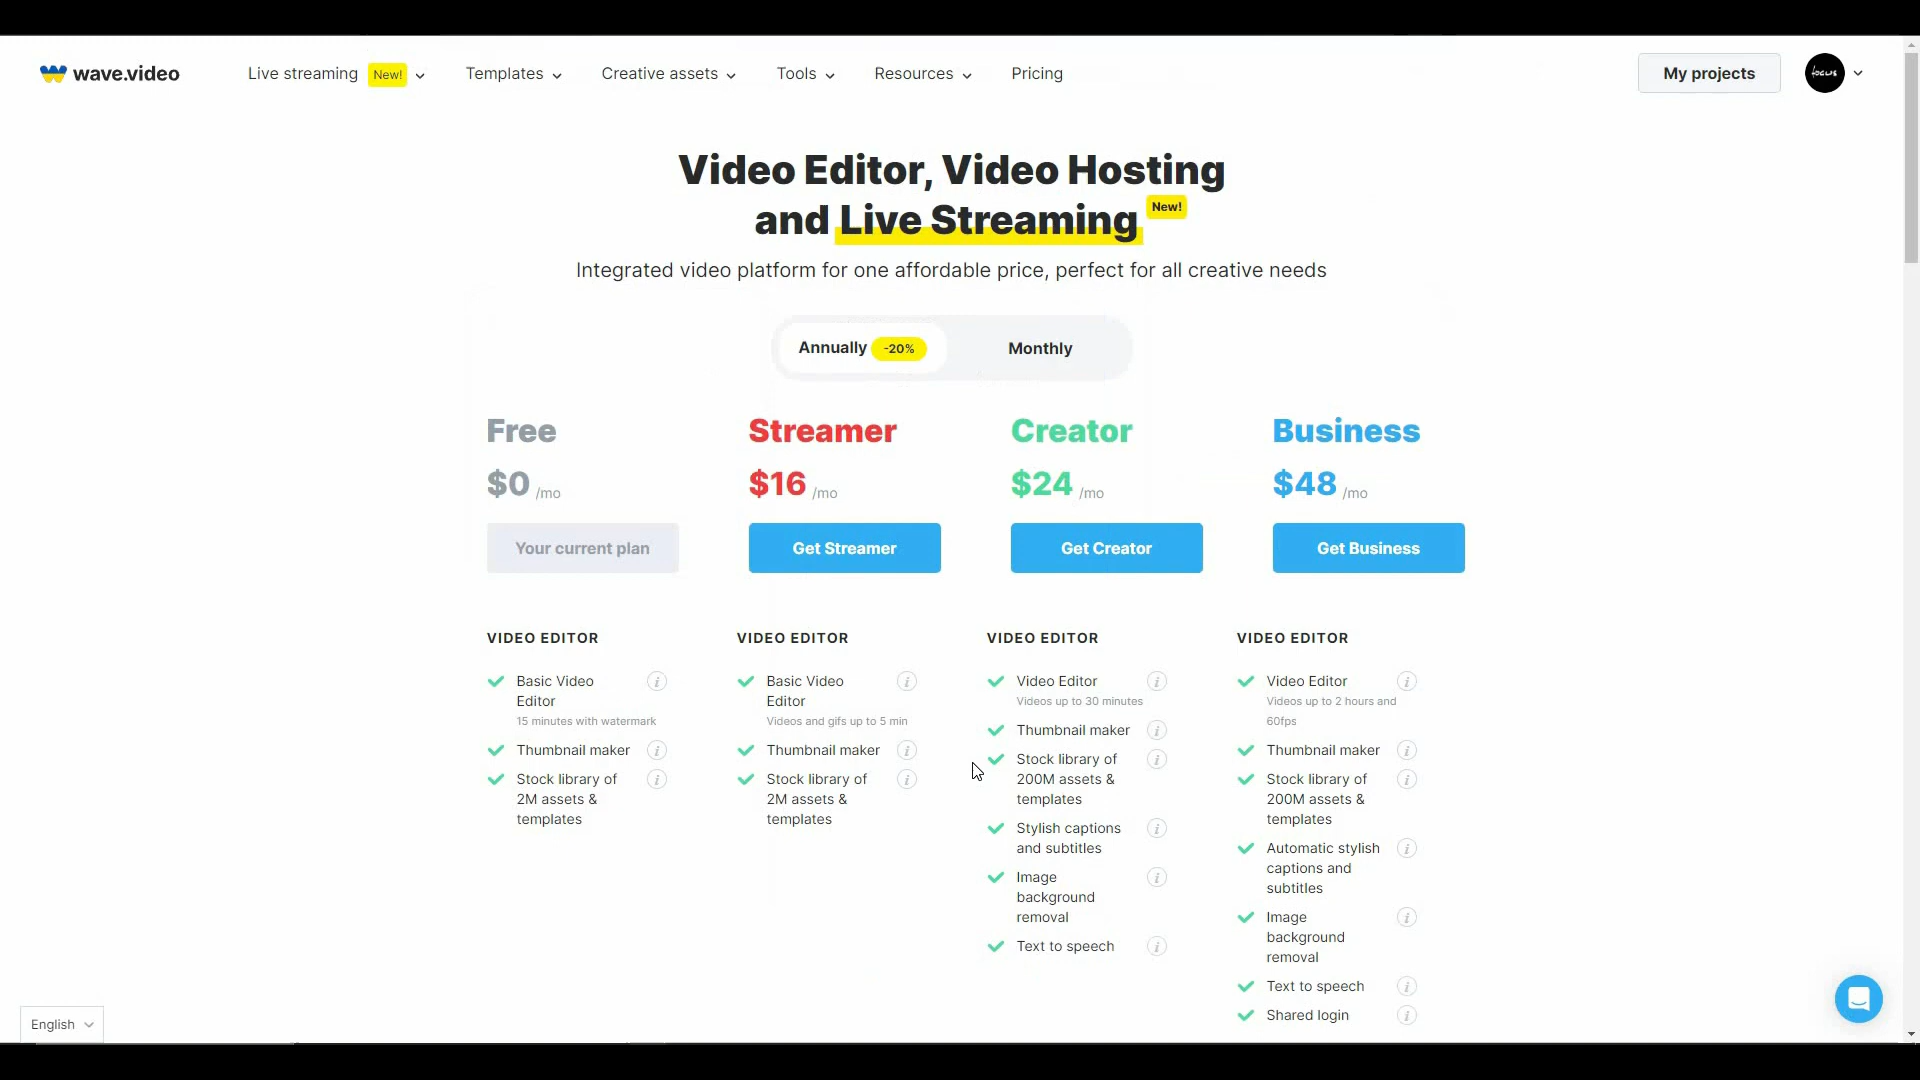 wave.video
Live streaming New!
Templates
Creative assets
Tools
Resources
Pricing
My projects
focus
Video Editor, Video Hosting
and Live Streaming New!
Integrated video platform for one affordable price, perfect for all creative needs
Annually -20%
Monthly
Free
$0 /mo
Your current plan
Streamer
$16 /mo
Get Streamer
Creator
$24 /mo
Get Creator
Business
$48 /mo
Get Business
VIDEO EDITOR
Basic Video
Editor
15 minutes with watermark
Thumbnail maker
Stock library of
2M assets &
templates
VIDEO EDITOR
Basic Video
Editor
Videos and gifs up to 5 min
Thumbnail maker
Stock library of
2M assets &
templates
VIDEO EDITOR
Video Editor
Videos up to 30 minutes
Thumbnail maker
Stock library of
200M assets &
templates
Stylish captions
and subtitles
Image
background
removal
Text to speech
VIDEO EDITOR
Video Editor
Videos up to 2 hours and
60fps
Thumbnail maker
Stock library of
200M assets &
templates
Automatic stylish
captions and
subtitles
Image
background
removal
Text to speech
Shared login
English